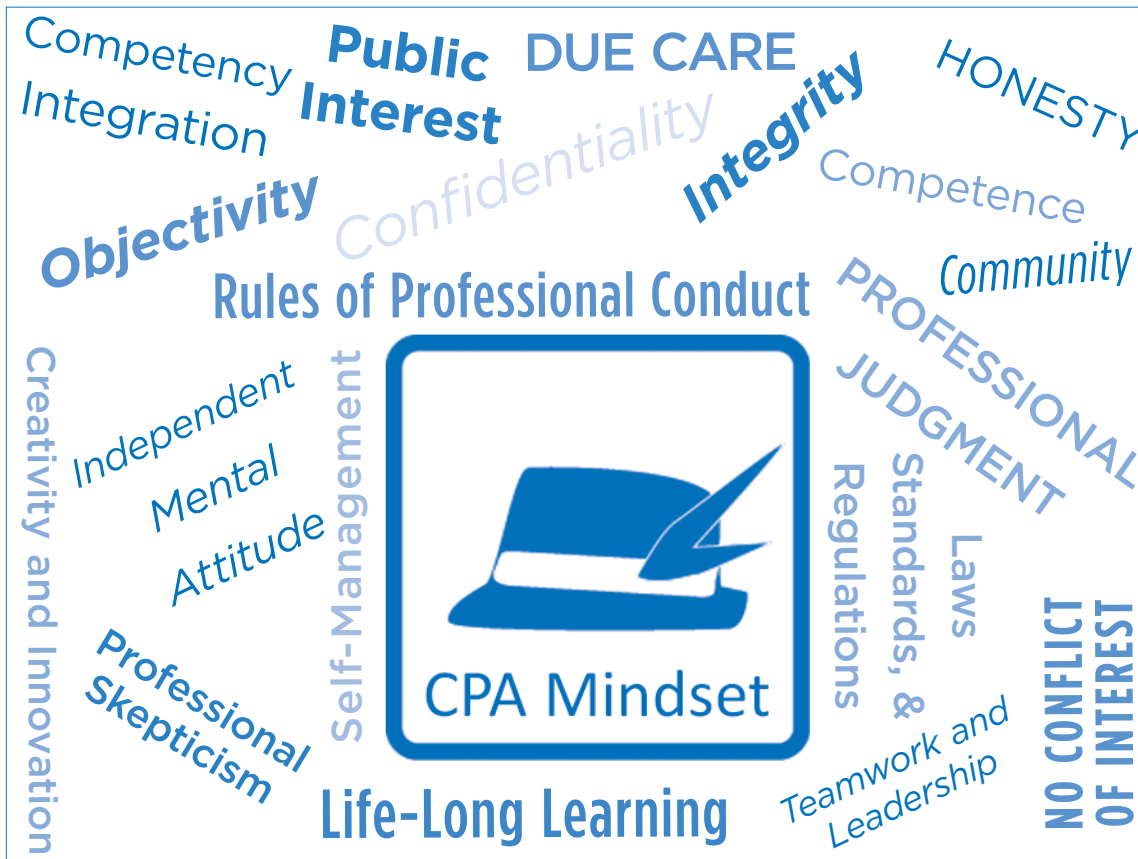 Competency
Integration
Public
Interest
DUE CARE
Confidentiality
Integrity
HONESTY
Competence
Objectivity
Community
Rules of Professional Conduct
PROFESSIONAL
JUDGMENT
Creativity and Innovation
Independent
Mental
Attitude
Self-Management
CPA Mindset
Laws
Standards, &
Regulations
NO CONFLICT
OF INTEREST
Professional
Skepticism
Life-Long Learning
Teamwork and
Leadership